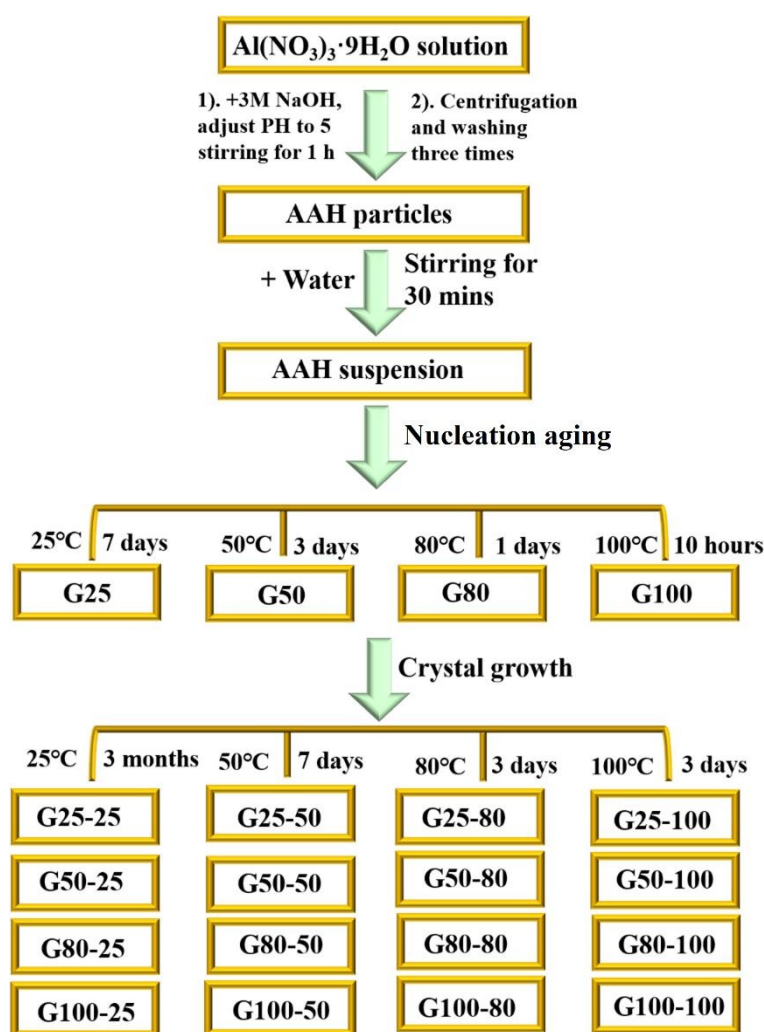 Al(NO₃)₃·9H₂O solution
1). +3M NaOH,
adjust PH to 5
stirring for 1 h
2). Centrifugation
and washing
three times
AAH particles
+ Water
Stirring for
30 mins
AAH suspension
Nucleation aging
25℃ 7 days 50℃ 3 days 80℃ 1 days 100℃ 10 hours
G25 G50 G80 G100
Crystal growth
25℃ 3 months 50℃ 7 days 80℃ 3 days 100℃ 3 days
G25-25 G25-50 G25-80 G25-100
G50-25 G50-50 G50-80 G50-100
G80-25 G80-50 G80-80 G80-100
G100-25 G100-50 G100-80 G100-100